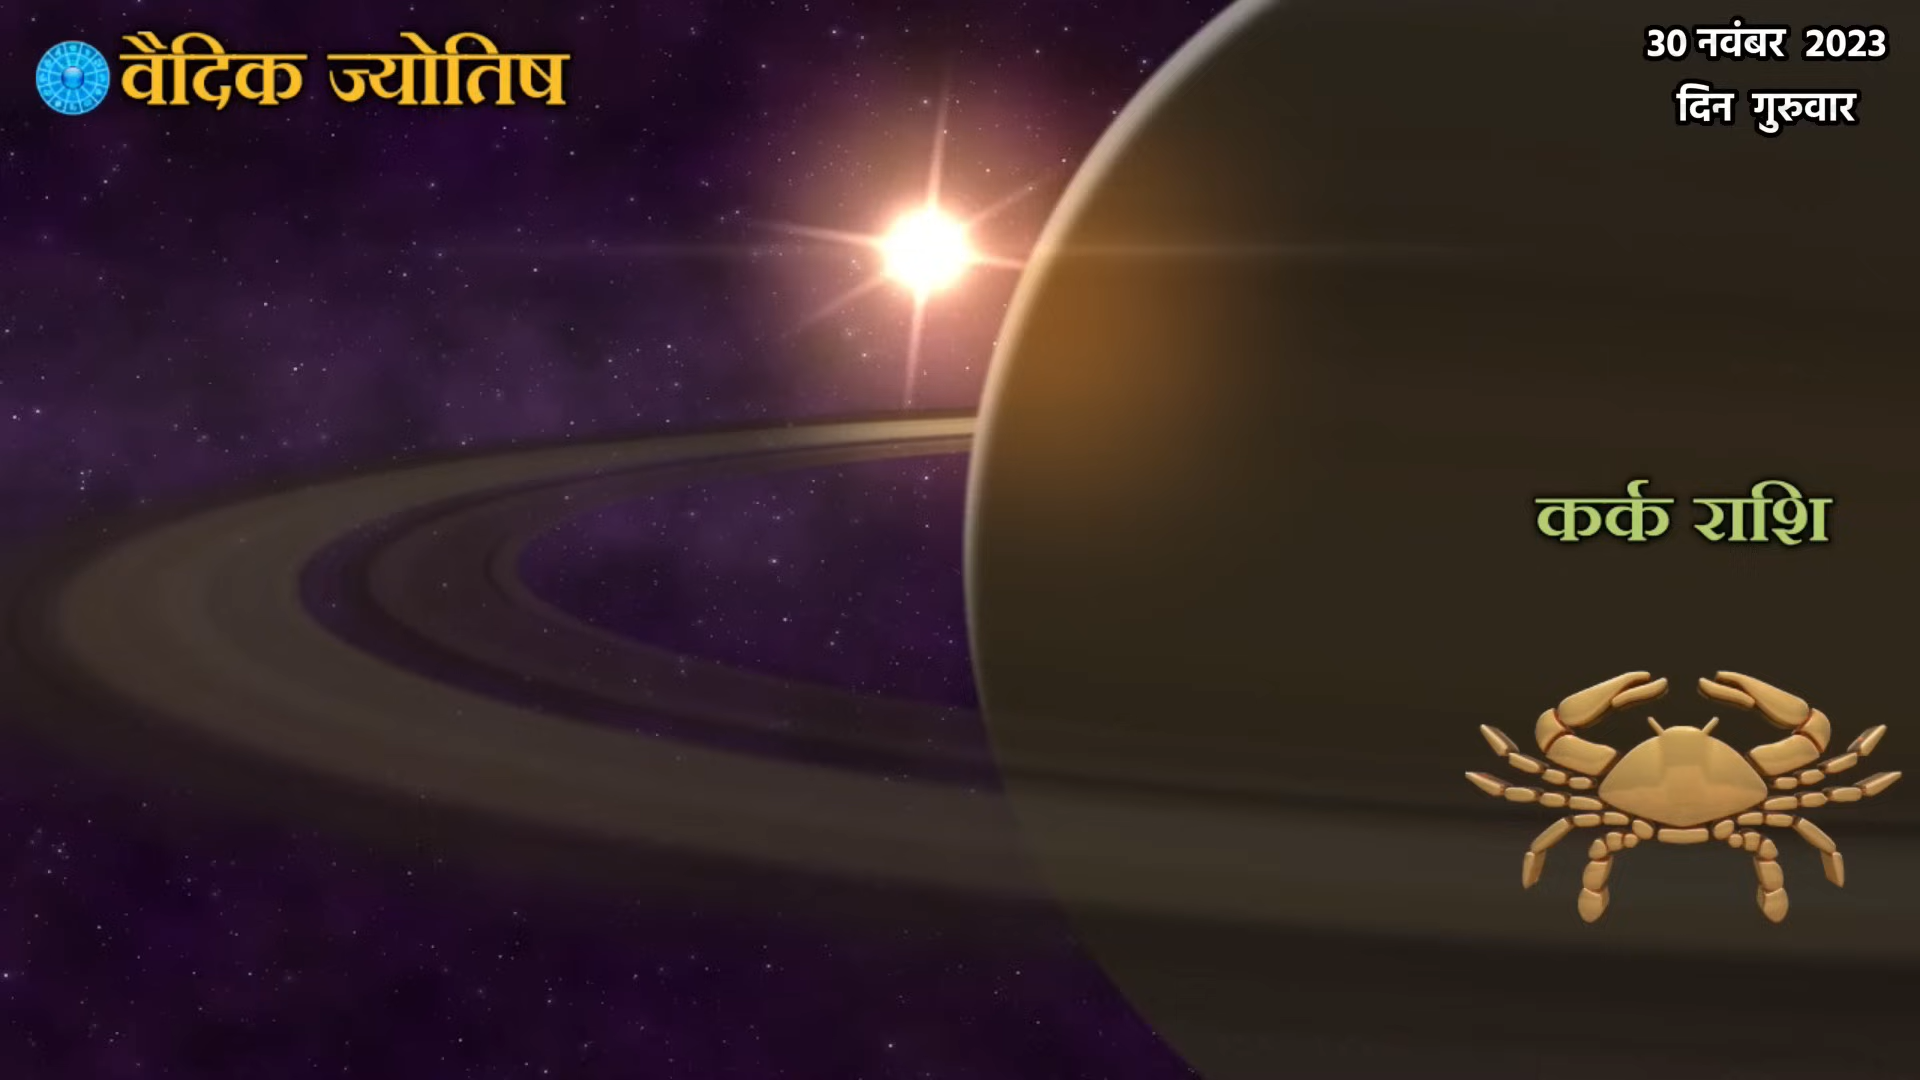 वैदिक ज्योतिष
30 नवंबर 2023
दिन गुरुवार
कर्क राशि